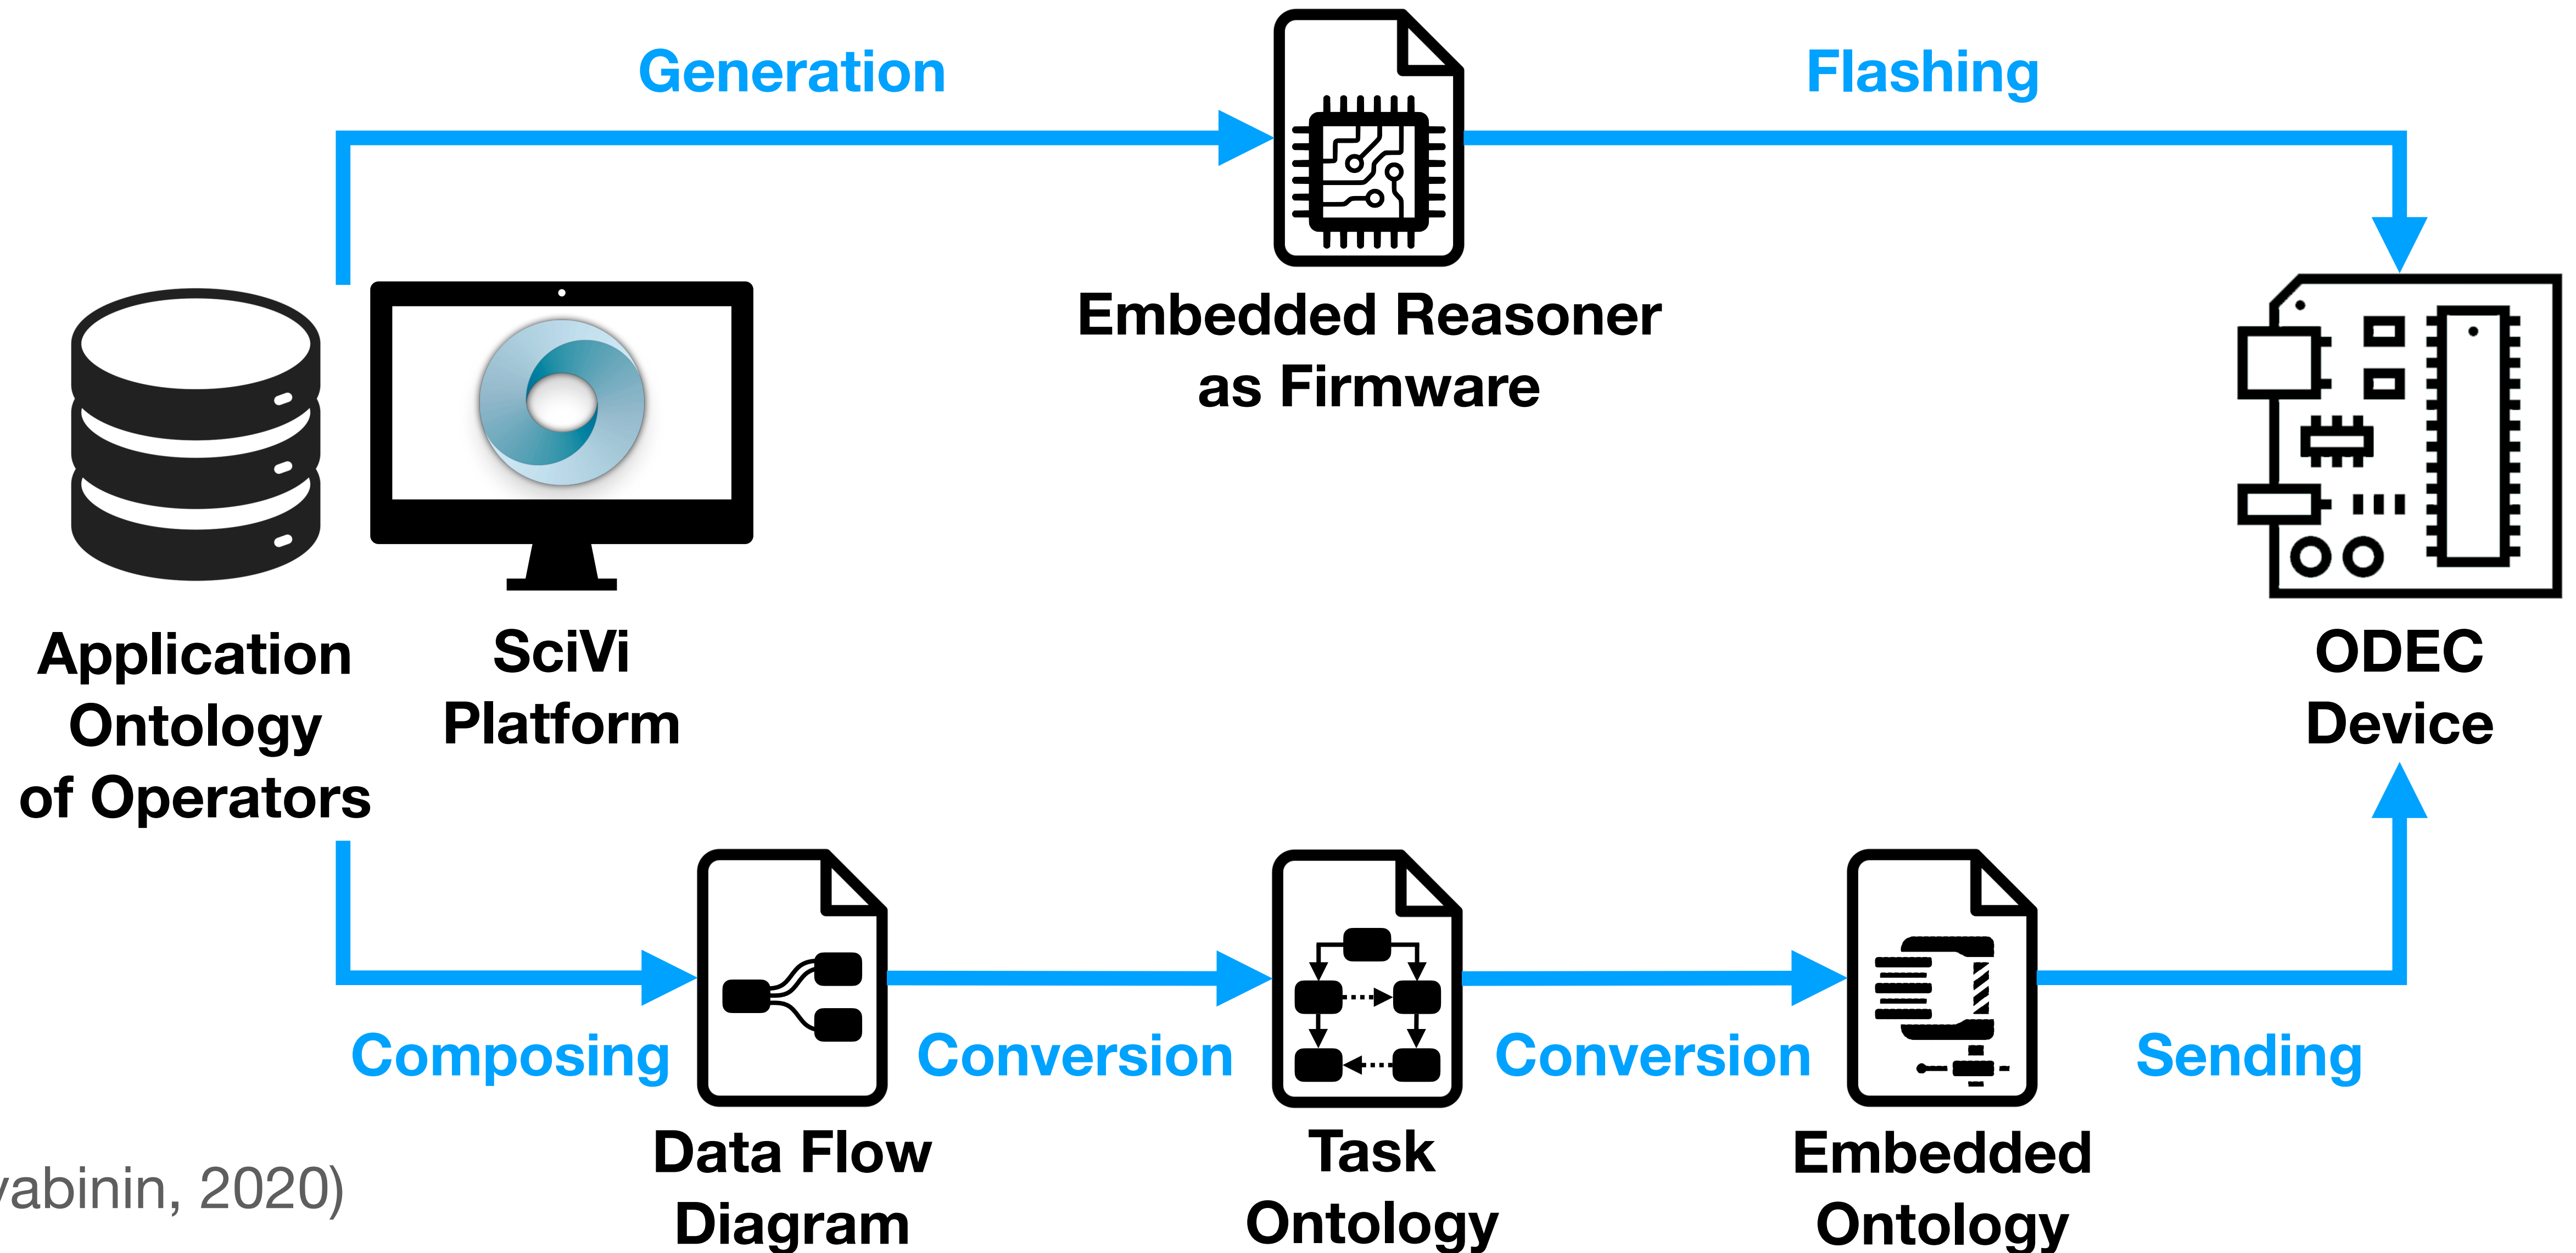 Generation
Flashing
Embedded Reasoner
as Firmware
Application
Ontology
of Operators
SciVi
Platform
ODEC
Device
Composing
Conversion
Conversion
Sending
Data Flow
Diagram
Task
Ontology
Embedded
Ontology
2020)